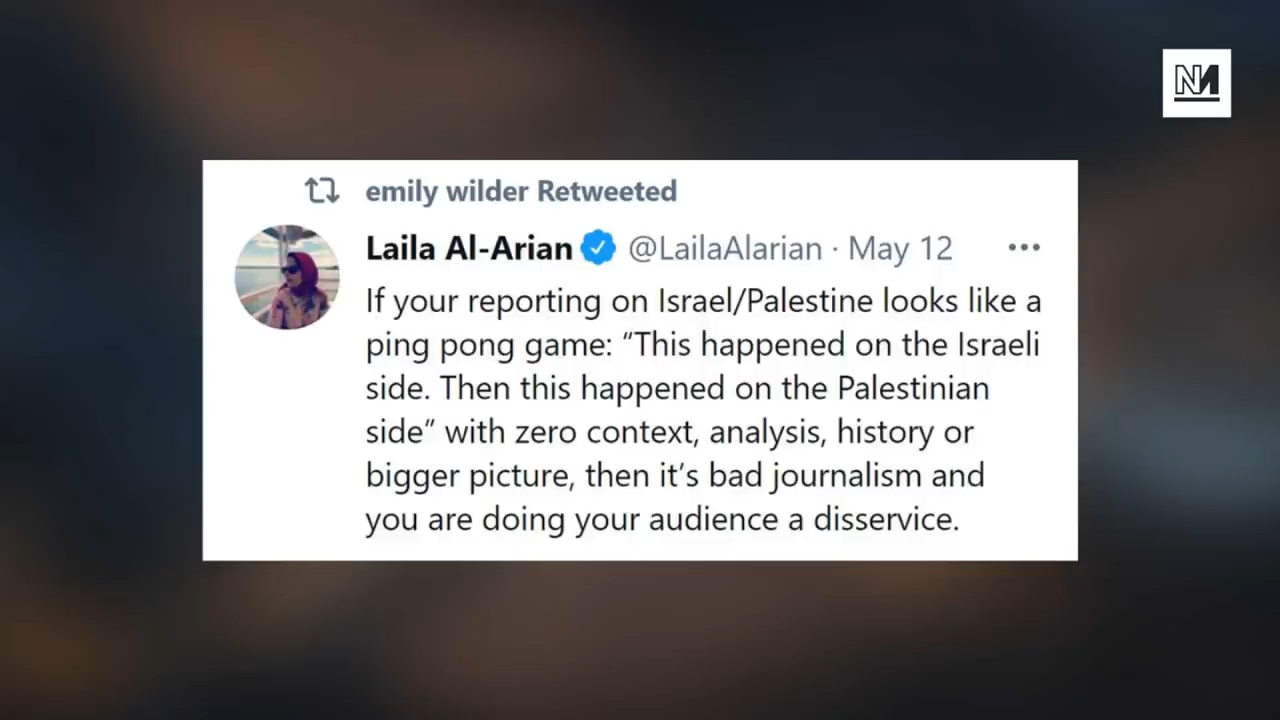 NM
emily wilder Retweeted
Laila Al-Arian @LailaAlarian · May 12 •••
If your reporting on Israel/Palestine looks like a
ping pong game: “This happened on the Israeli
side. Then this happened on the Palestinian
side” with zero context, analysis, history or
bigger picture, then it’s bad journalism and
you are doing your audience a disservice.